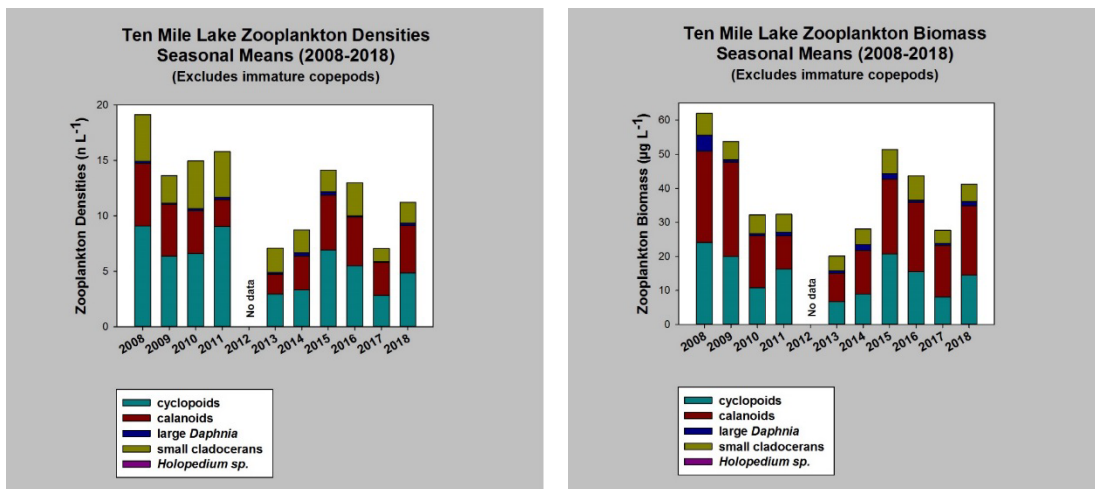 Ten Mile Lake Zooplankton Densities
Seasonal Means (2008-2018)
(Excludes immature copepods)
Zooplankton Densities (n L-1)
20
15
10
5
0
No data
2008 2009 2010 2011 2012 2013 2014 2015 2016 2017 2018
cyclopoids
calanoids
large Daphnia
small cladocerans
Holopedium sp.
Ten Mile Lake Zooplankton Biomass
Seasonal Means (2008-2018)
(Excludes immature copepods)
Zooplankton Biomass (µg L-1)
60
50
40
30
20
10
0
No data
2008 2009 2010 2011 2012 2013 2014 2015 2016 2017 2018
cyclopoids
calanoids
large Daphnia
small cladocerans
Holopedium sp.